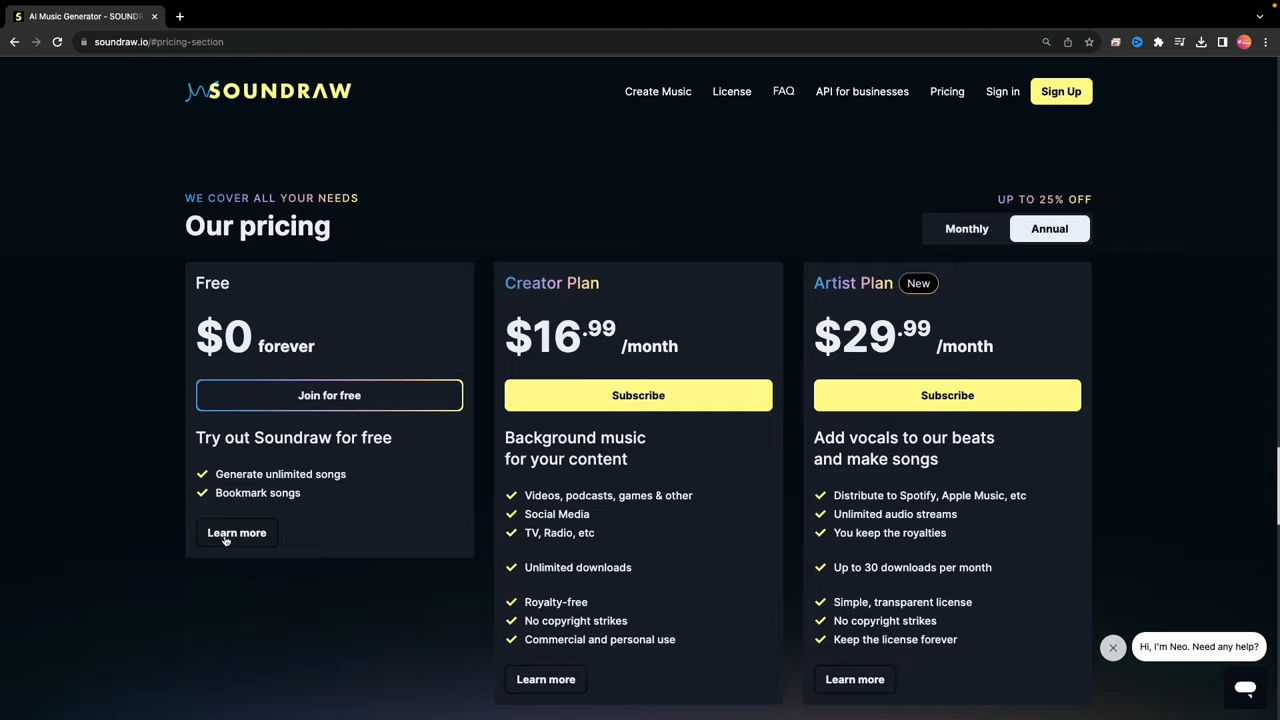 AI Music Generator - SOUNDR
soundraw.io/#pricing-section
SOUNDRAW
Create Music
License
FAQ
API for businesses
Pricing
Sign in
Sign Up
WE COVER ALL YOUR NEEDS
Our pricing
UP TO 25% OFF
Monthly
Annual
Free
$0 forever
Join for free
Try out Soundraw for free
Generate unlimited songs
Bookmark songs
Learn more
Creator Plan
$16.99 /month
Subscribe
Background music
for your content
Videos, podcasts, games & other
Social Media
TV, Radio, etc
Unlimited downloads
Royalty-free
No copyright strikes
Commercial and personal use
Learn more
Artist Plan
New
$29.99 /month
Subscribe
Add vocals to our beats
and make songs
Distribute to Spotify, Apple Music, etc
Unlimited audio streams
You keep the royalties
Up to 30 downloads per month
Simple, transparent license
No copyright strikes
Keep the license forever
Learn more
Hi, I'm Neo. Need any help?